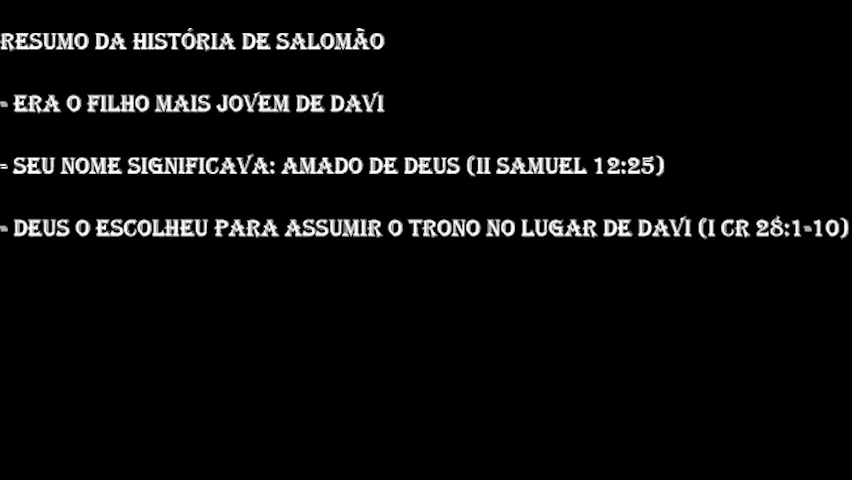 RESUMO DA HISTÓRIA DE SALOMÃO
- ERA O FILHO MAIS JOVEM DE DAVI
- SEU NOME SIGNIFICAVA: AMADO DE DEUS (II SAMUEL 12:25)
- DEUS O ESCOLHEU PARA ASSUMIR O TRONO NO LUGAR DE DAVI (I CR 28:1-10)